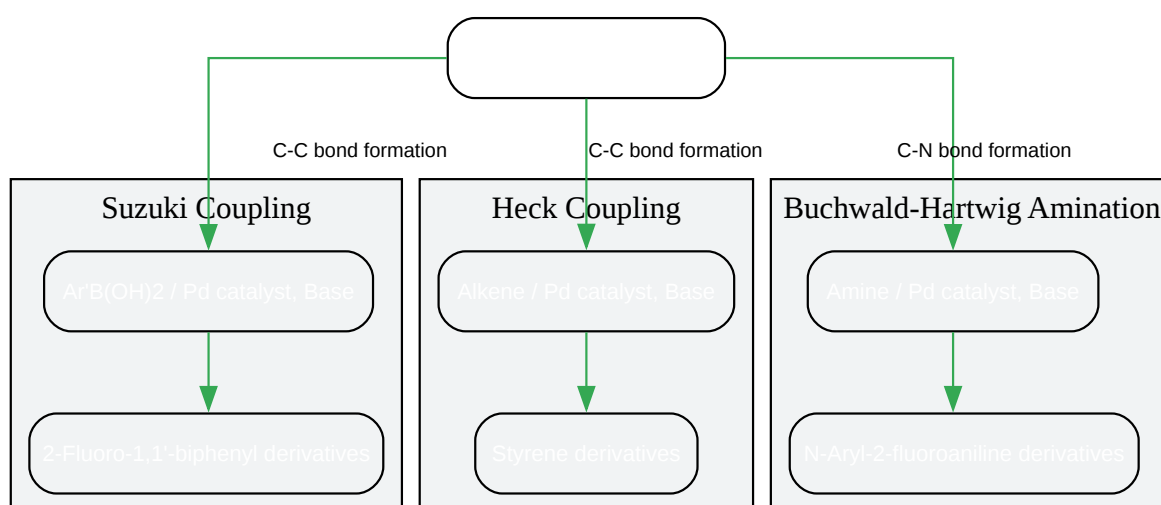 C-C bond formation
C-C bond formation
C-N bond formation
Suzuki Coupling
Heck Coupling
Buchwald-Hartwig Amination
Ar'B(OH)2 / Pd catalyst, Base
Alkene / Pd catalyst, Base
Amine / Pd catalyst, Base
2-Fluoro-1,1'-biphenyl derivatives
Styrene derivatives
N-Aryl-2-fluoroaniline derivatives